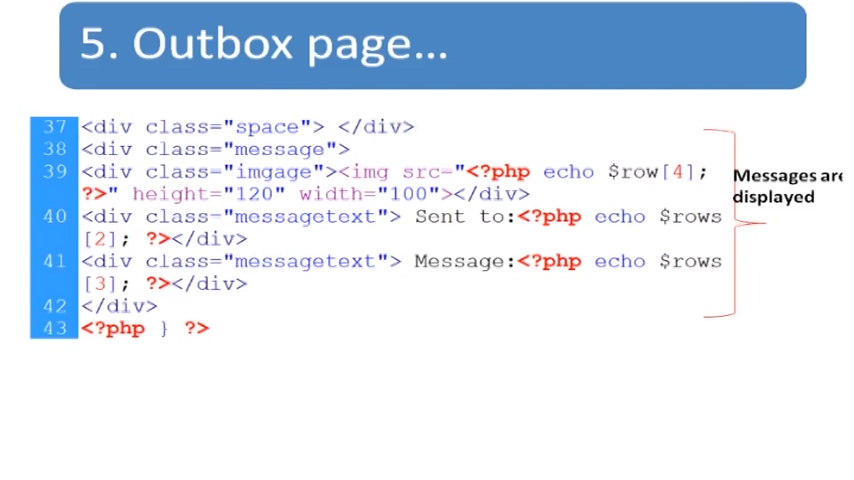 5. Outbox page...
37 <div class="space"> </div>
38 <div class="message">
39 <div class="imgage"><img src="<?php echo $row[4];
?>" height="120" width="100"></div>
40 <div class="messagetext"> Sent to:<?php echo $rows
[2]; ?></div>
41 <div class="messagetext"> Message:<?php echo $rows
[3]; ?></div>
42 </div>
43 <?php } ?>
Messages are
displayed